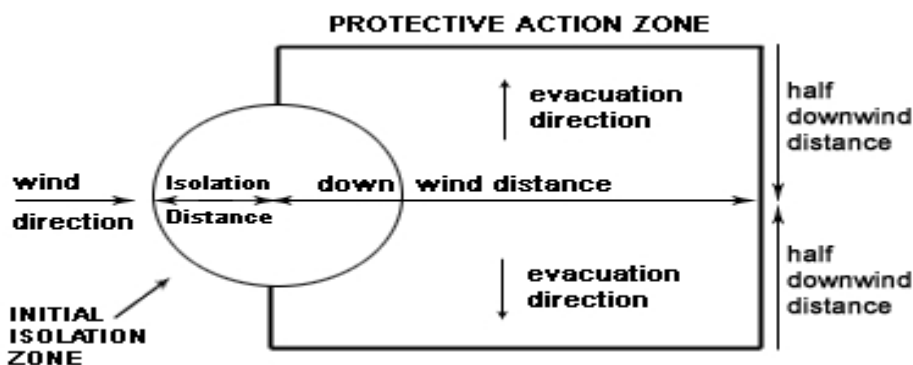 PROTECTIVE ACTION ZONE
evacuation
direction
half
downwind
distance
wind
direction
Isolation
Distance
down wind distance
evacuation
direction
half
downwind
distance
INITIAL
ISOLATION
ZONE